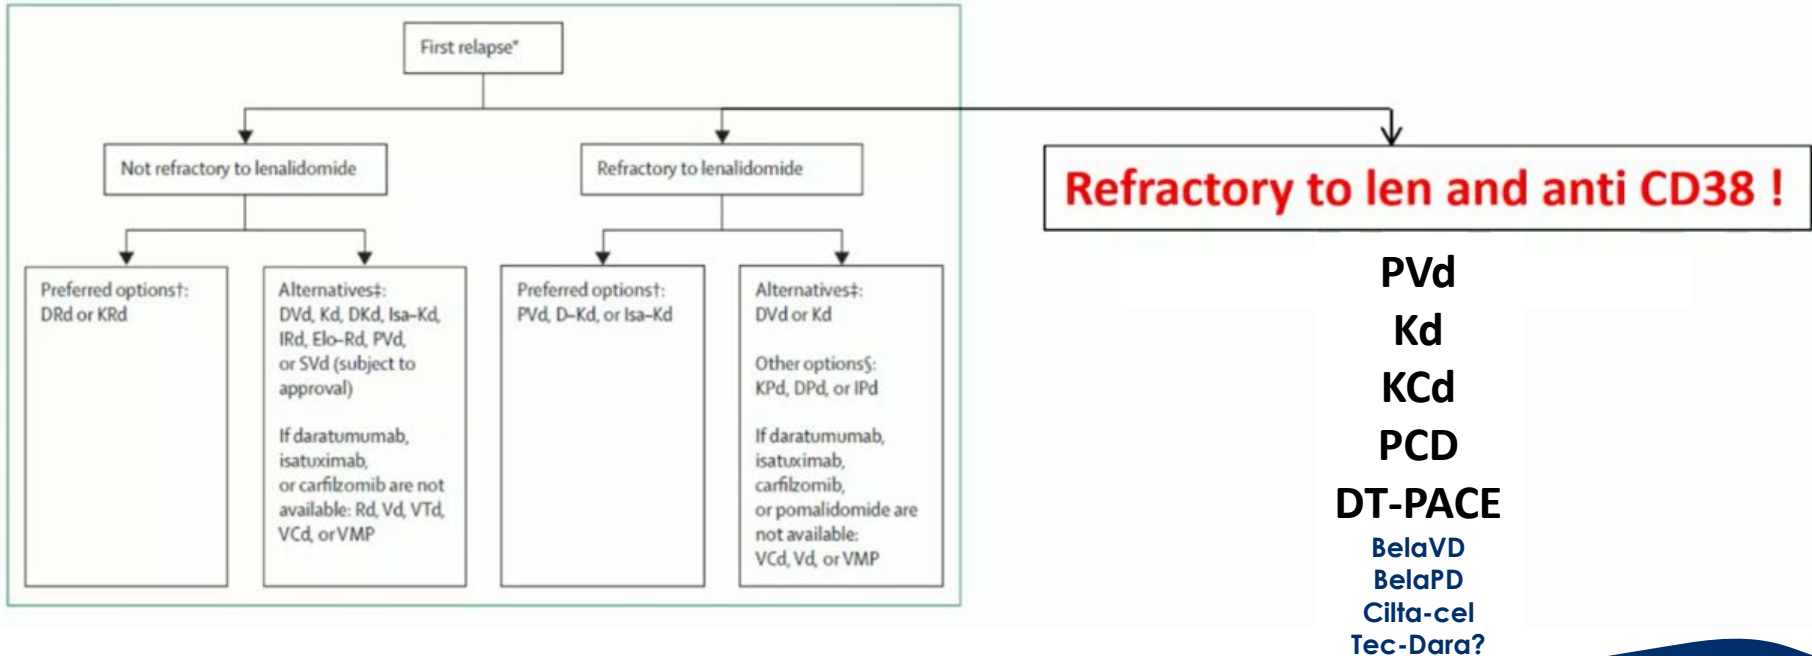 First relapse*
Not refractory to lenalidomide
Refractory to lenalidomide
Refractory to len and anti CD38 !
Preferred options†:
DRd or KRd
Alternatives‡:
DVd, Kd, DKd, Isa–Kd,
IRd, Elo–Rd, PVd,
or SVd (subject to
approval)
If daratumumab,
isatuximab,
or carfilzomib are not
available: Rd, Vd, VTd,
VCd, or VMP
Preferred options†:
PVd, D–Kd, or Isa–Kd
Alternatives‡:
DVd or Kd
Other options§:
KPd, DPd, or IPd
If daratumumab,
isatuximab,
carfilzomib,
or pomalidomide are
not available:
VCd, Vd, or VMP
PVd
Kd
KCd
PCD
DT-PACE
BelaVD
BelaPD
Cilta-cel
Tec-Dara?